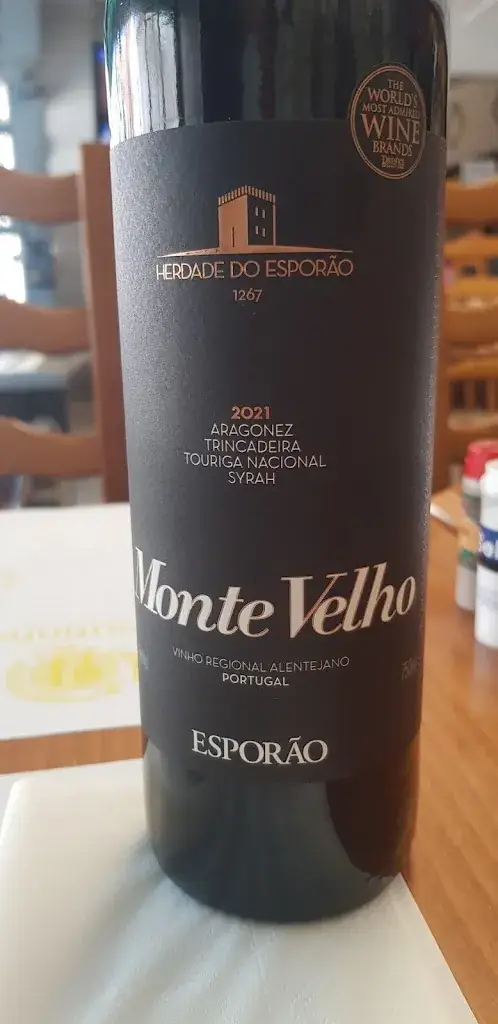 THE
WORLD'S
MOST ADMIRED
WINE
BRANDS
HERDADE DO ESPORÃO
1267
2021
ARAGONEZ
TRINCADEIRA
TOURIGA NACIONAL
SYRAH
Monte Velho
VINHO REGIONAL ALENTEJANO
PORTUGAL
ESPORÃO